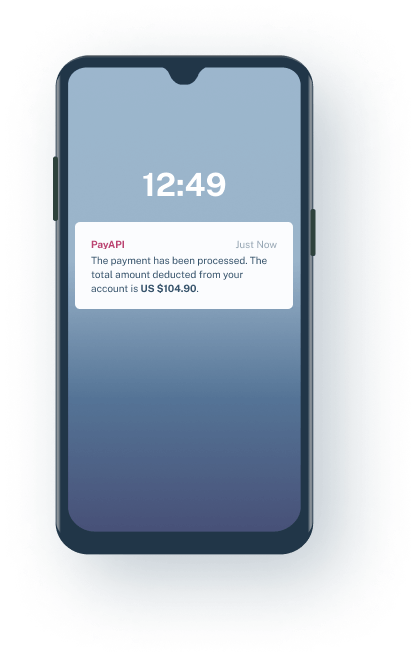 12:49
PayAPI Just Now
The payment has been processed. The
total amount deducted from your
account is US $104.90.